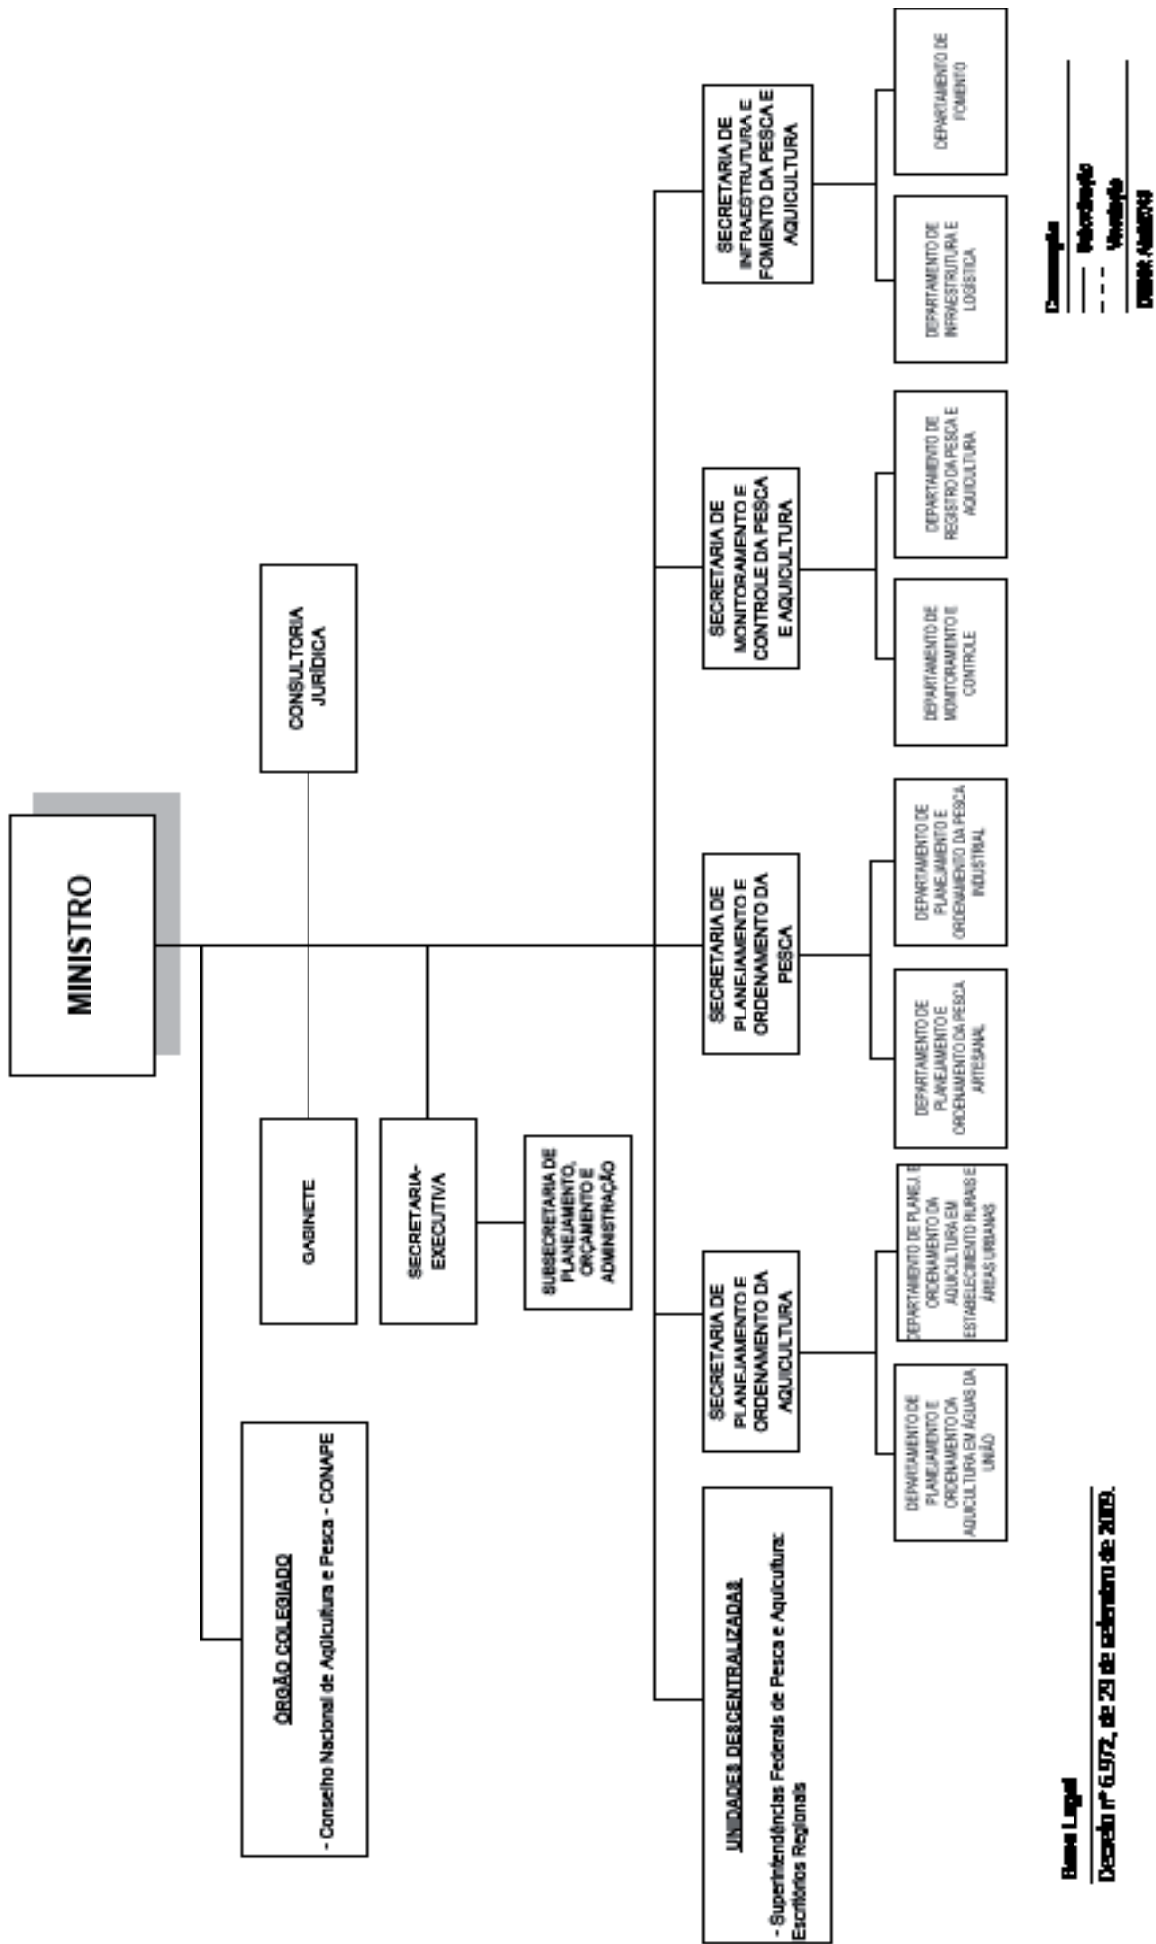 MINISTRO
ÓRGÃO COLEGIADO
- Conselho Nacional de Aqüicultura e Pesca - CONAPE
GABINETE
CONSULTORIA
JURÍDICA
SECRETARIA-
EXECUTIVA
SUBSECRETARIA DE
PLANEJAMENTO,
ORÇAMENTO E
ADMINISTRAÇÃO
UNIDADES DESCENTRALIZADAS
- Superintendências Federais de Pesca e Aquicultura:
Escritórios Regionais
SECRETARIA DE
PLANEJAMENTO E
ORDENAMENTO DA
AQUICULTURA
SECRETARIA DE
PLANEJAMENTO E
ORDENAMENTO DA
PESCA
SECRETARIA DE
MONITORAMENTO E
CONTROLE DA PESCA
E AQUICULTURA
SECRETARIA DE
INFRAESTRUTURA E
FOMENTO DA PESCA E
AQUICULTURA
DEPARTAMENTO DE
PLANEJAMENTO E
ORDENAMENTO DA
AQUICULTURA EM ÁGUAS DA
UNIÃO
DEPARTAMENTO DE PLANEJ. E
ORDENAMENTO DA
AQUICULTURA EM
ESTABELECIMENTO RURAIS E
ÁREAS URBANAS
DEPARTAMENTO DE
PLANEJAMENTO E
ORDENAMENTO DA PESCA
ARTESANAL
DEPARTAMENTO DE
PLANEJAMENTO E
ORDENAMENTO DA PESCA
INDUSTRIAL
DEPARTAMENTO DE
MONITORAMENTO E
CONTROLE
DEPARTAMENTO DE
REGISTRO DA PESCA E
AQUICULTURA
DEPARTAMENTO DE
INFRAESTRUTURA E
LOGÍSTICA
DEPARTAMENTO DE
FOMENTO
Base Legal
Decreto nº 6.972, de 29 de setembro de 2009.
Convenção
Subordinação
Vinculação